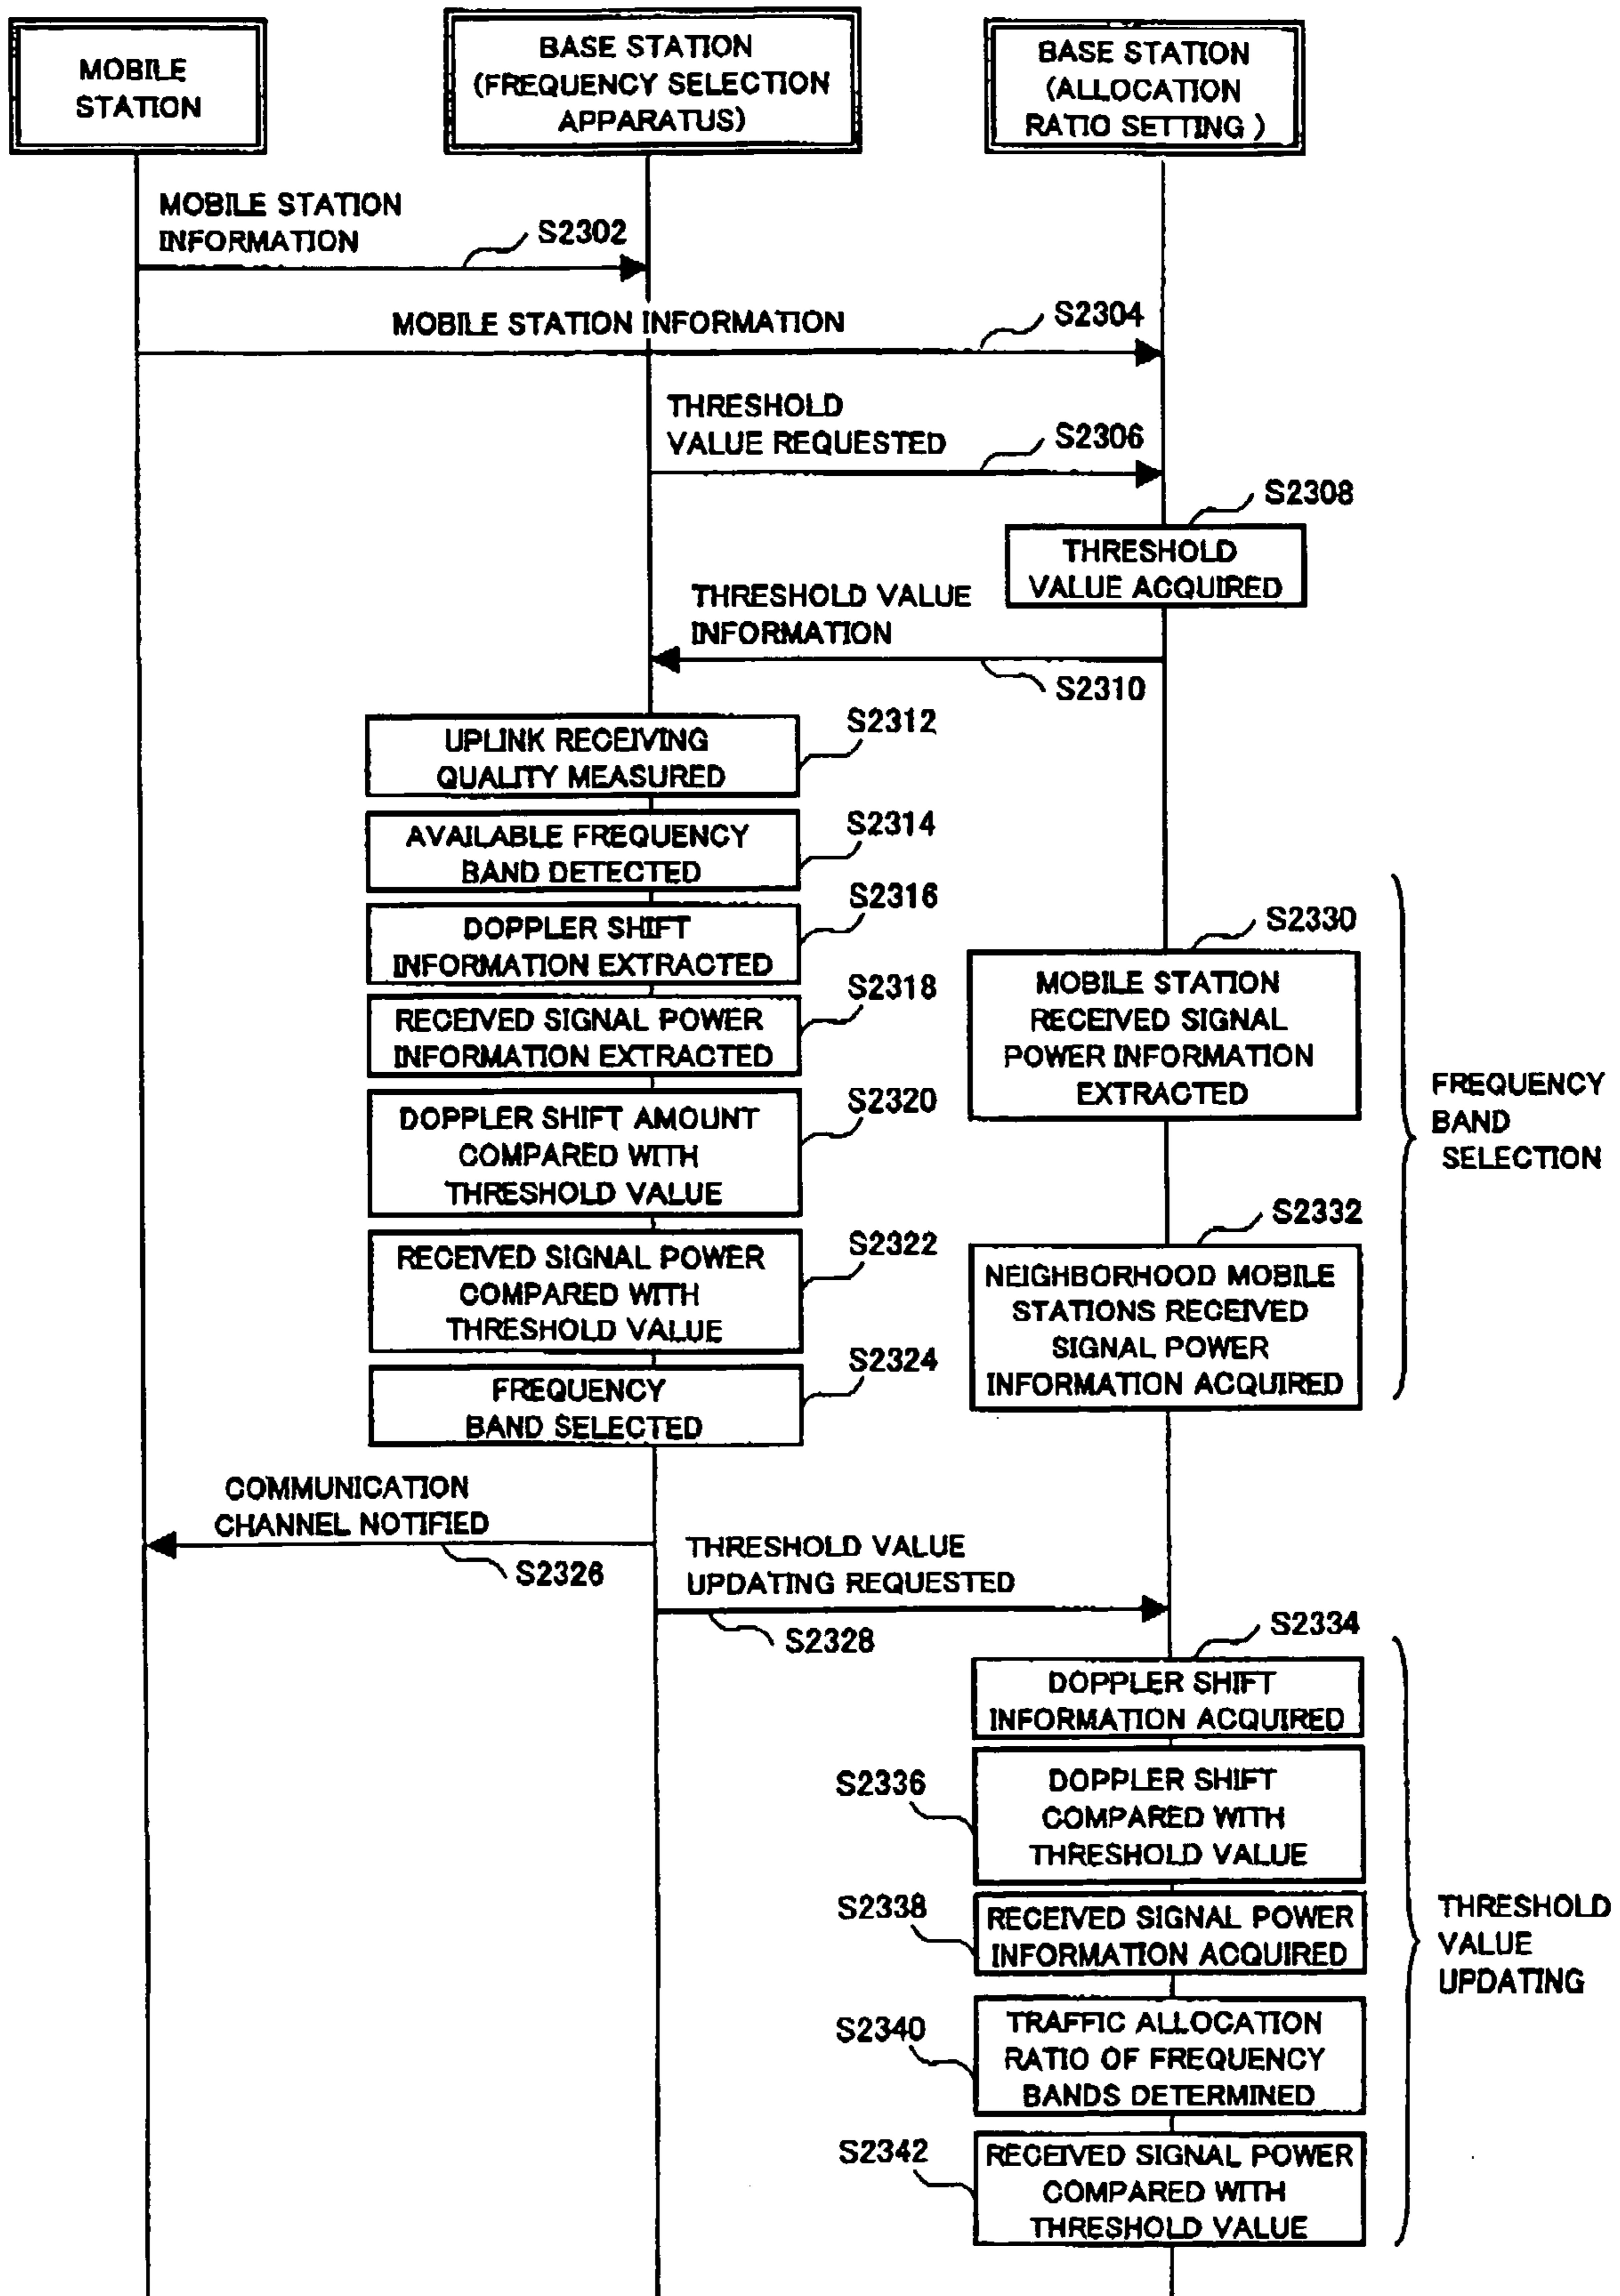 MOBILE
STATION
BASE STATION
(FREQUENCY SELECTION
APPARATUS)
BASE STATION
(ALLOCATION
RATIO SETTING )
MOBILE STATION
INFORMATION
S2302
MOBILE STATION INFORMATION
S2304
THRESHOLD
VALUE REQUESTED
S2306
S2308
THRESHOLD
VALUE ACQUIRED
THRESHOLD VALUE
INFORMATION
S2310
S2312
UPLINK RECEIVING
QUALITY MEASURED
S2314
AVAILABLE FREQUENCY
BAND DETECTED
S2316
DOPPLER SHIFT
INFORMATION EXTRACTED
S2318
RECEIVED SIGNAL POWER
INFORMATION EXTRACTED
S2320
DOPPLER SHIFT AMOUNT
COMPARED WITH
THRESHOLD VALUE
S2322
RECEIVED SIGNAL POWER
COMPARED WITH
THRESHOLD VALUE
S2324
FREQUENCY
BAND SELECTED
S2330
MOBILE STATION
RECEIVED SIGNAL
POWER INFORMATION
EXTRACTED
S2332
NEIGHBORHOOD MOBILE
STATIONS RECEIVED
SIGNAL POWER
INFORMATION ACQUIRED
FREQUENCY
BAND
SELECTION
COMMUNICATION
CHANNEL NOTIFIED
S2326
THRESHOLD VALUE
UPDATING REQUESTED
S2328
S2334
DOPPLER SHIFT
INFORMATION ACQUIRED
S2336
DOPPLER SHIFT
COMPARED WITH
THRESHOLD VALUE
S2338
RECEIVED SIGNAL POWER
INFORMATION ACQUIRED
S2340
TRAFFIC ALLOCATION
RATIO OF FREQUENCY
BANDS DETERMINED
S2342
RECEIVED SIGNAL POWER
COMPARED WITH
THRESHOLD VALUE
THRESHOLD
VALUE
UPDATING